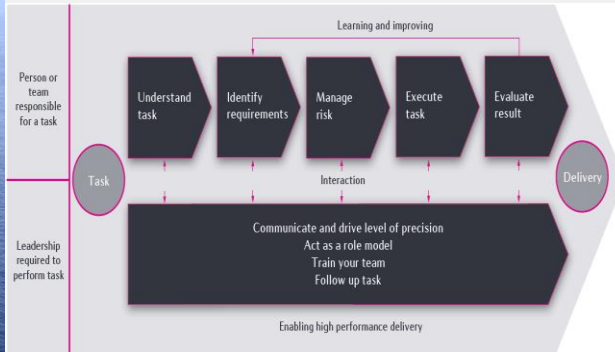 Learning and improving
Person or
team
responsible
for a task
Understand
task
Identify
requirements
Manage
risk
Execute
task
Evaluate
result
Task
Interaction
Delivery
Leadership
required to
perform task
Communicate and drive level of precision
Act as a role model
Train your team
Follow up task
Enabling high performance delivery